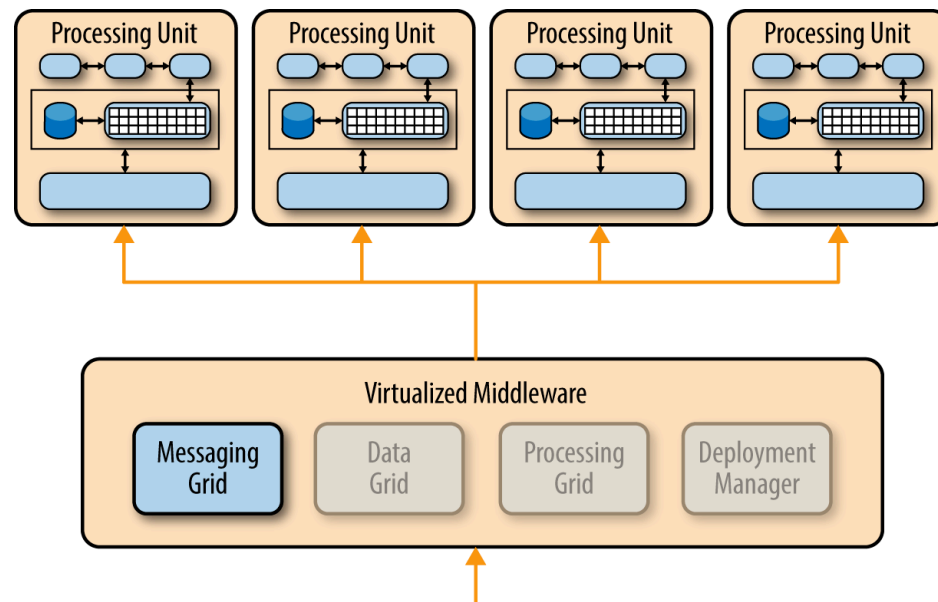 Processing Unit
Processing Unit
Processing Unit
Processing Unit
Virtualized Middleware
Messaging
Grid
Data
Grid
Processing
Grid
Deployment
Manager